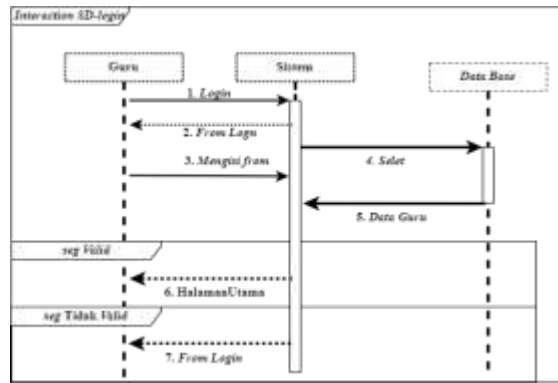 Interaction SD-login
Guru
Sistem
Data Base
1. Login
2. From Logn
3. Mengisi from
4. Selet
5. Data Guru
seg Valid
6. HalamanUtama
seg Tidak Valid
7. From Login